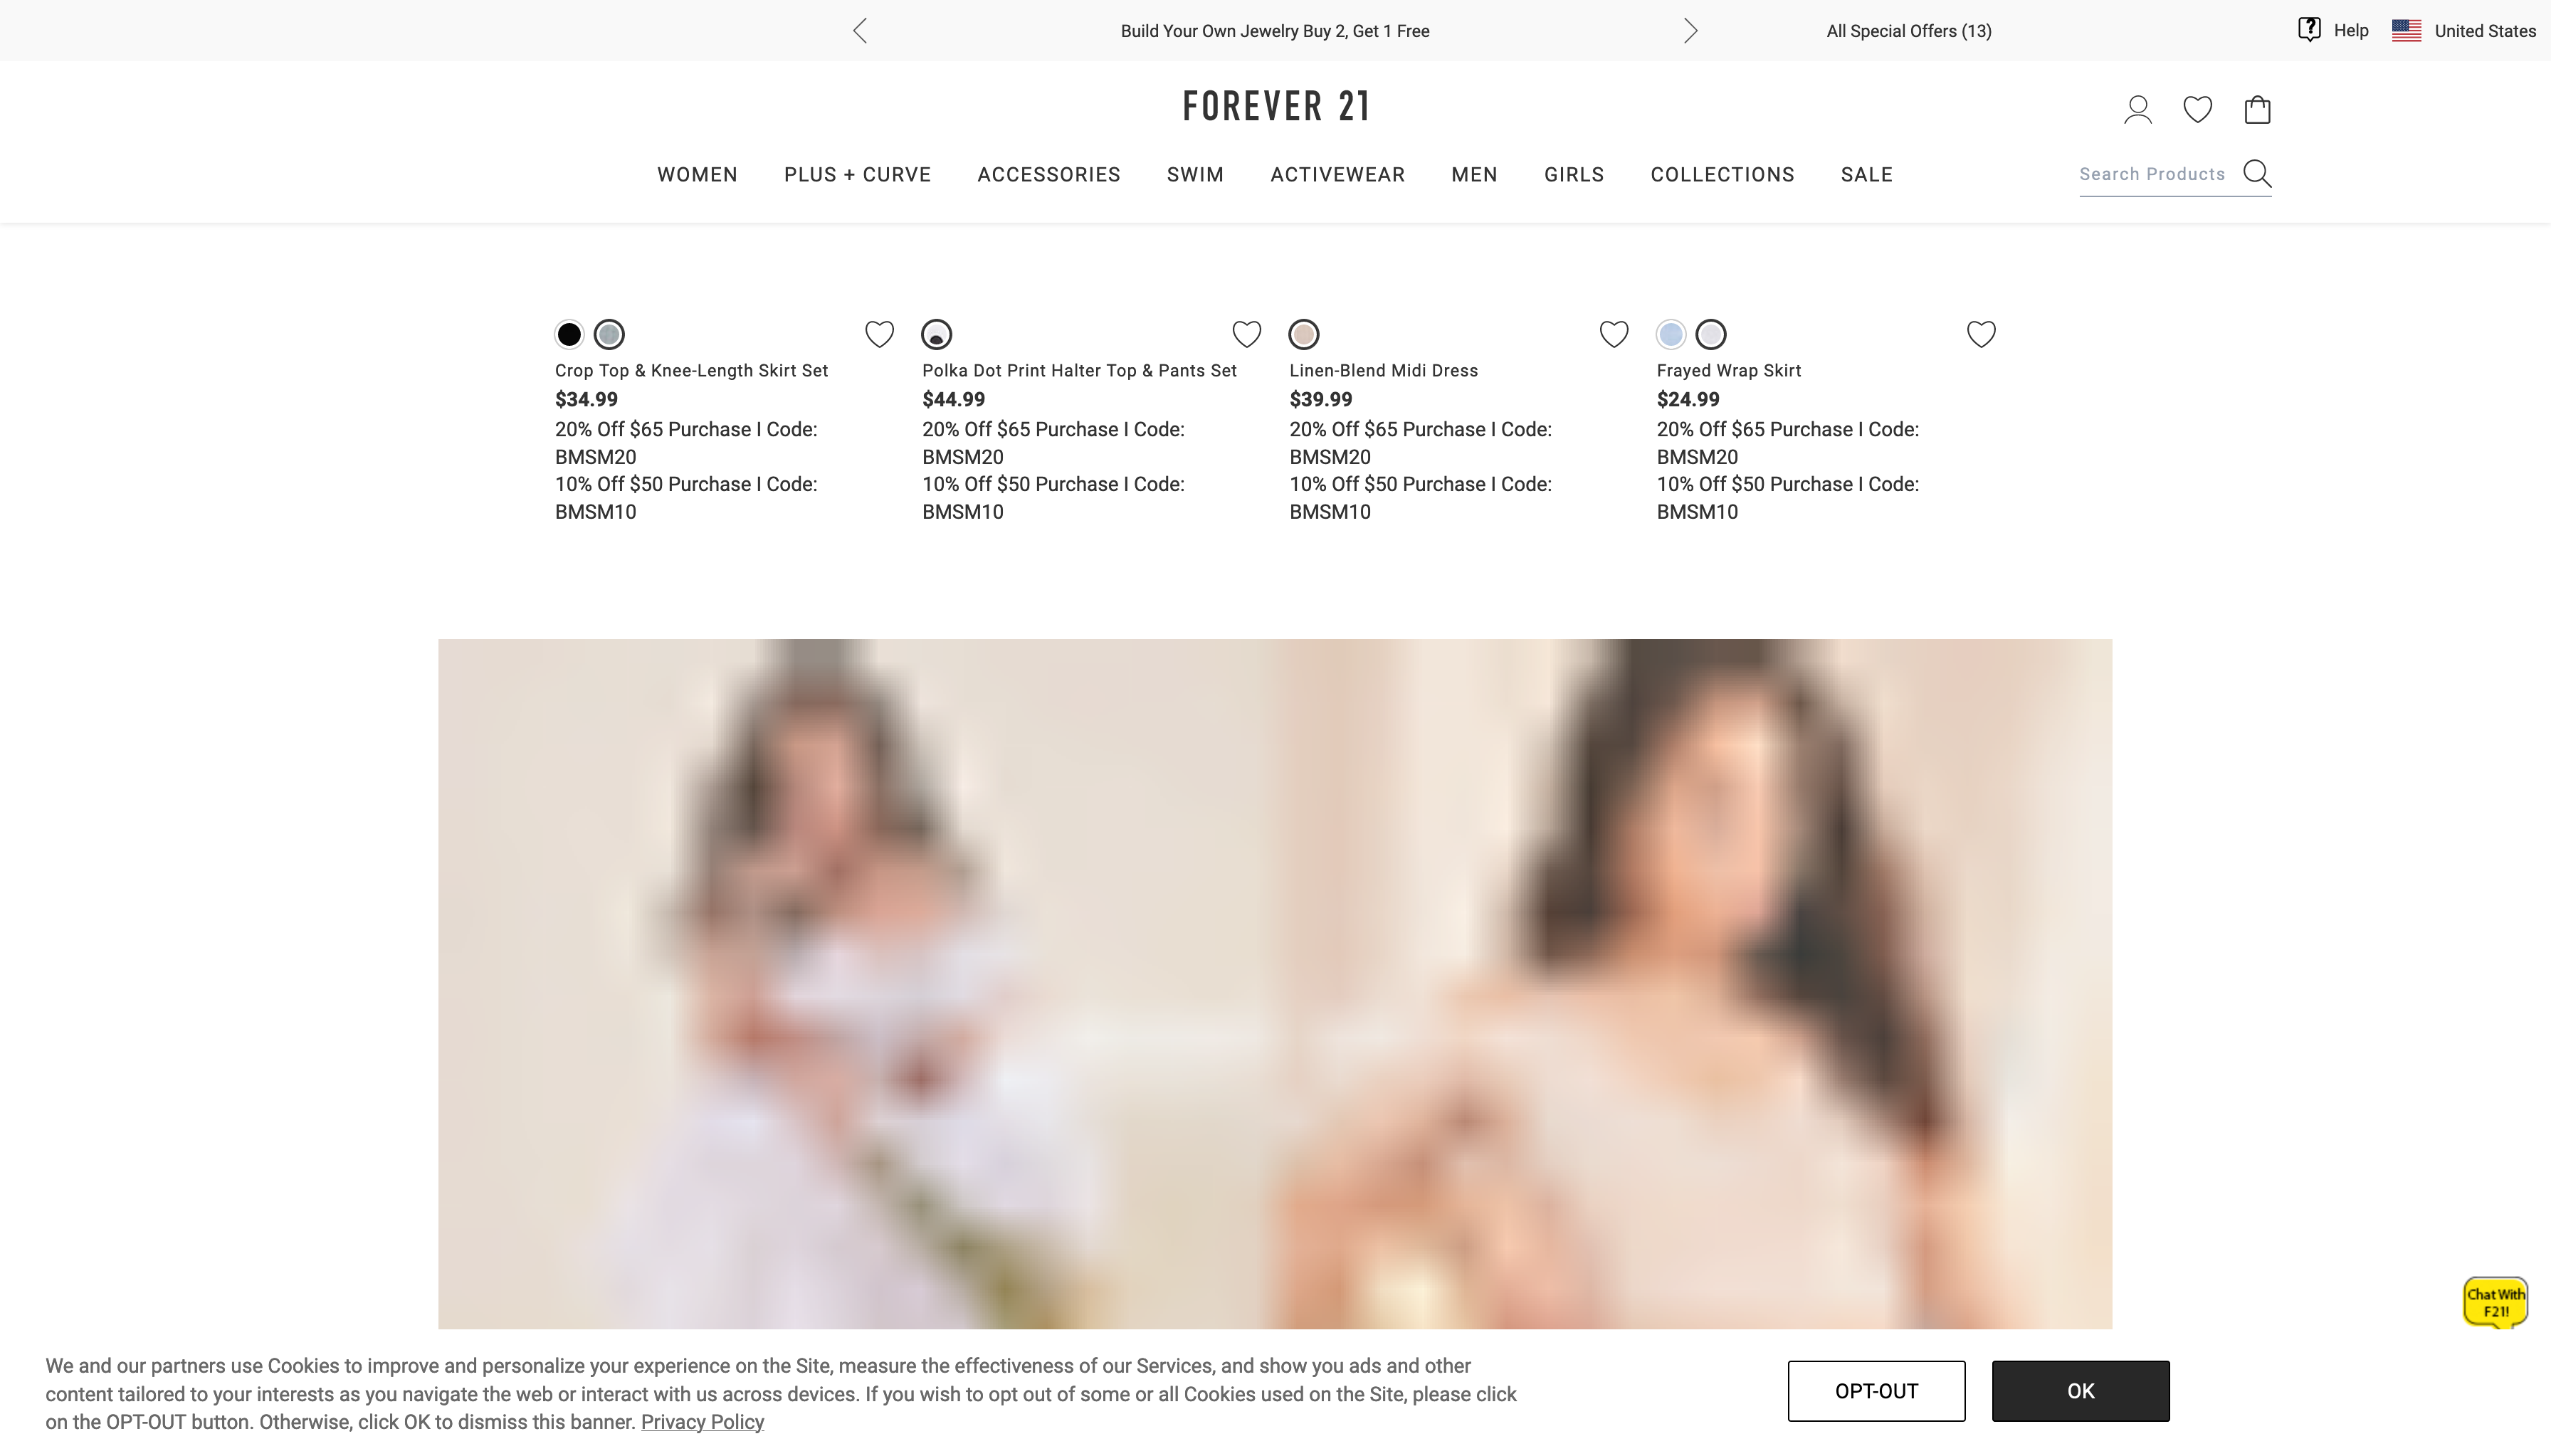 Build Your Own Jewelry Buy 2, Get 1 Free
All Special Offers (13)
Help
United States
FOREVER 21
WOMEN
PLUS + CURVE
ACCESSORIES
SWIM
ACTIVEWEAR
MEN
GIRLS
COLLECTIONS
SALE
Search Products
Crop Top & Knee-Length Skirt Set
$34.99
20% Off $65 Purchase I Code:
BMSM20
10% Off $50 Purchase I Code:
BMSM10
Polka Dot Print Halter Top & Pants Set
$44.99
20% Off $65 Purchase I Code:
BMSM20
10% Off $50 Purchase I Code:
BMSM10
Linen-Blend Midi Dress
$39.99
20% Off $65 Purchase I Code:
BMSM20
10% Off $50 Purchase I Code:
BMSM10
Frayed Wrap Skirt
$24.99
20% Off $65 Purchase I Code:
BMSM20
10% Off $50 Purchase I Code:
BMSM10
Chat With
F21!
We and our partners use Cookies to improve and personalize your experience on the Site, measure the effectiveness of our Services, and show you ads and other
content tailored to your interests as you navigate the web or interact with us across devices. If you wish to opt out of some or all Cookies used on the Site, please click
on the OPT-OUT button. Otherwise, click OK to dismiss this banner. Privacy Policy
OPT-OUT
OK